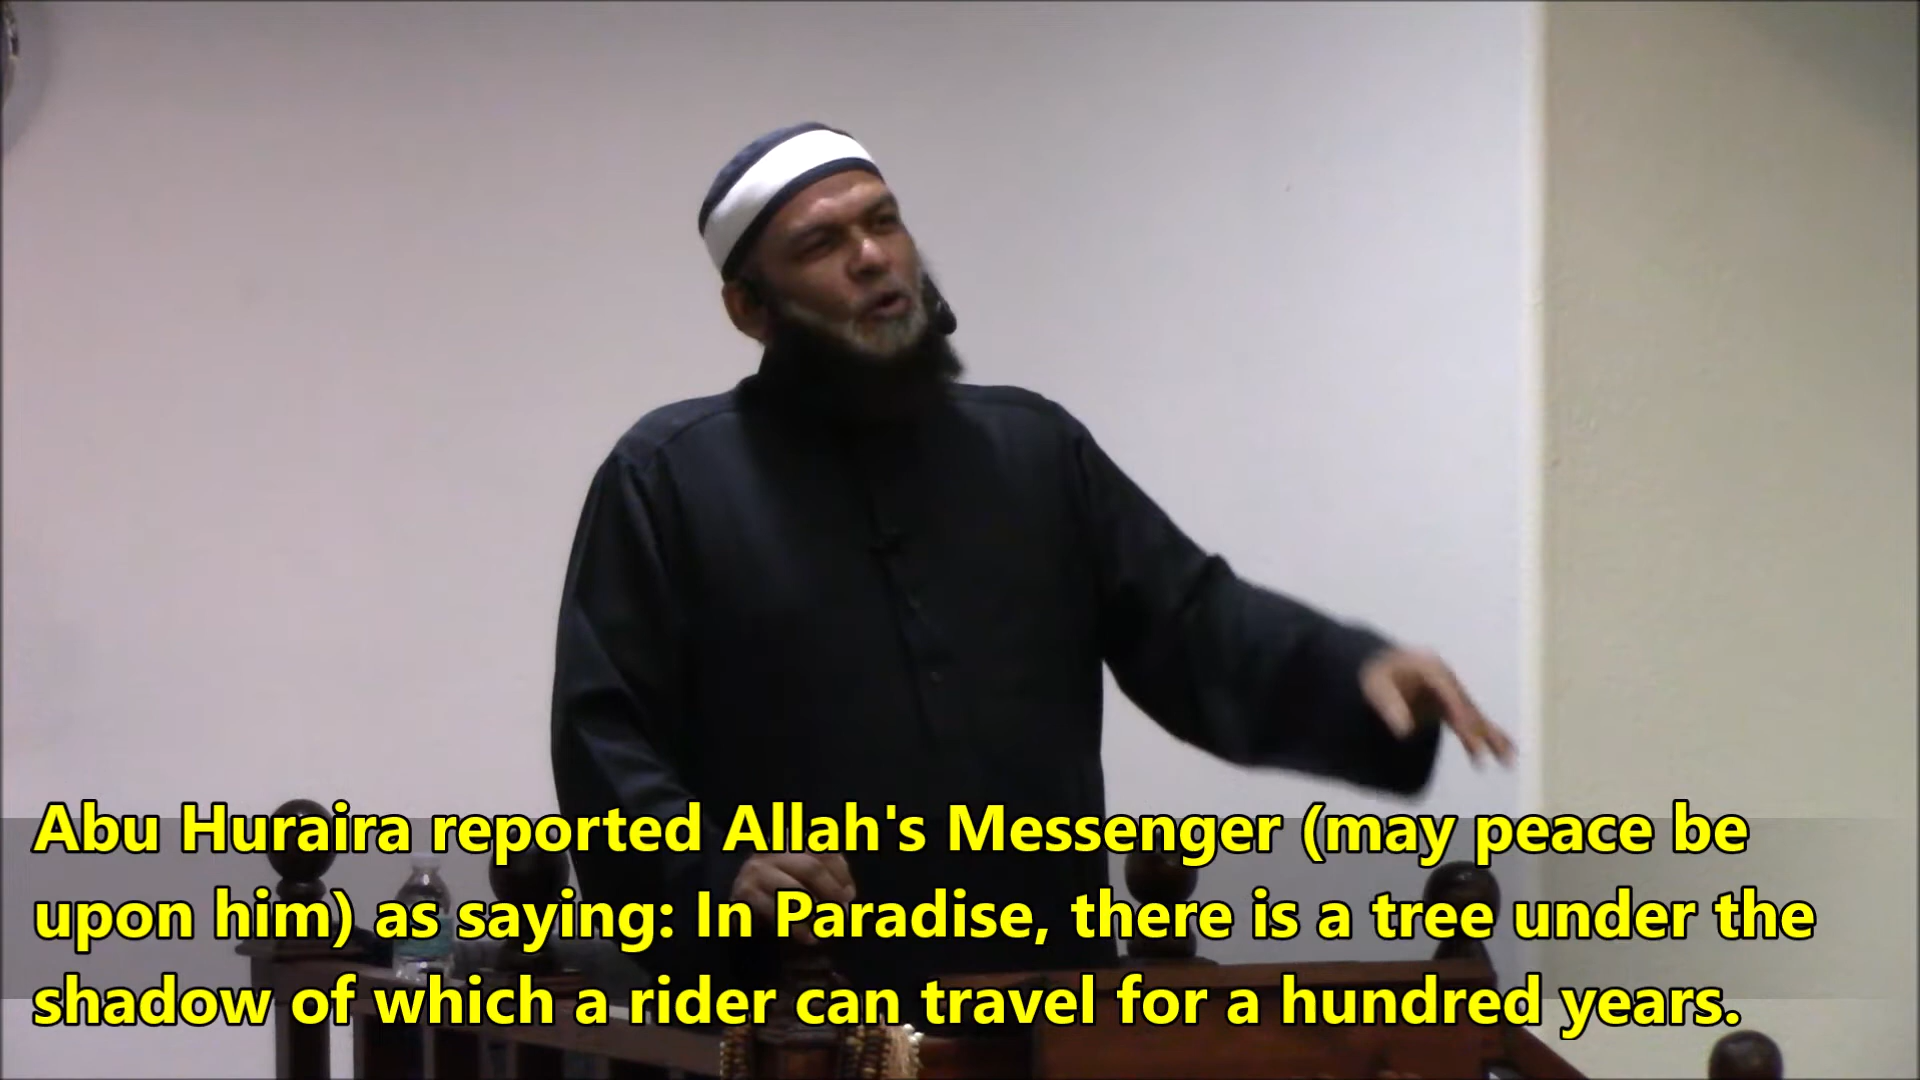 Abu Huraira reported Allah's Messenger (may peace be
upon him) as saying: In Paradise, there is a tree under the
shadow of which a rider can travel for a hundred years.